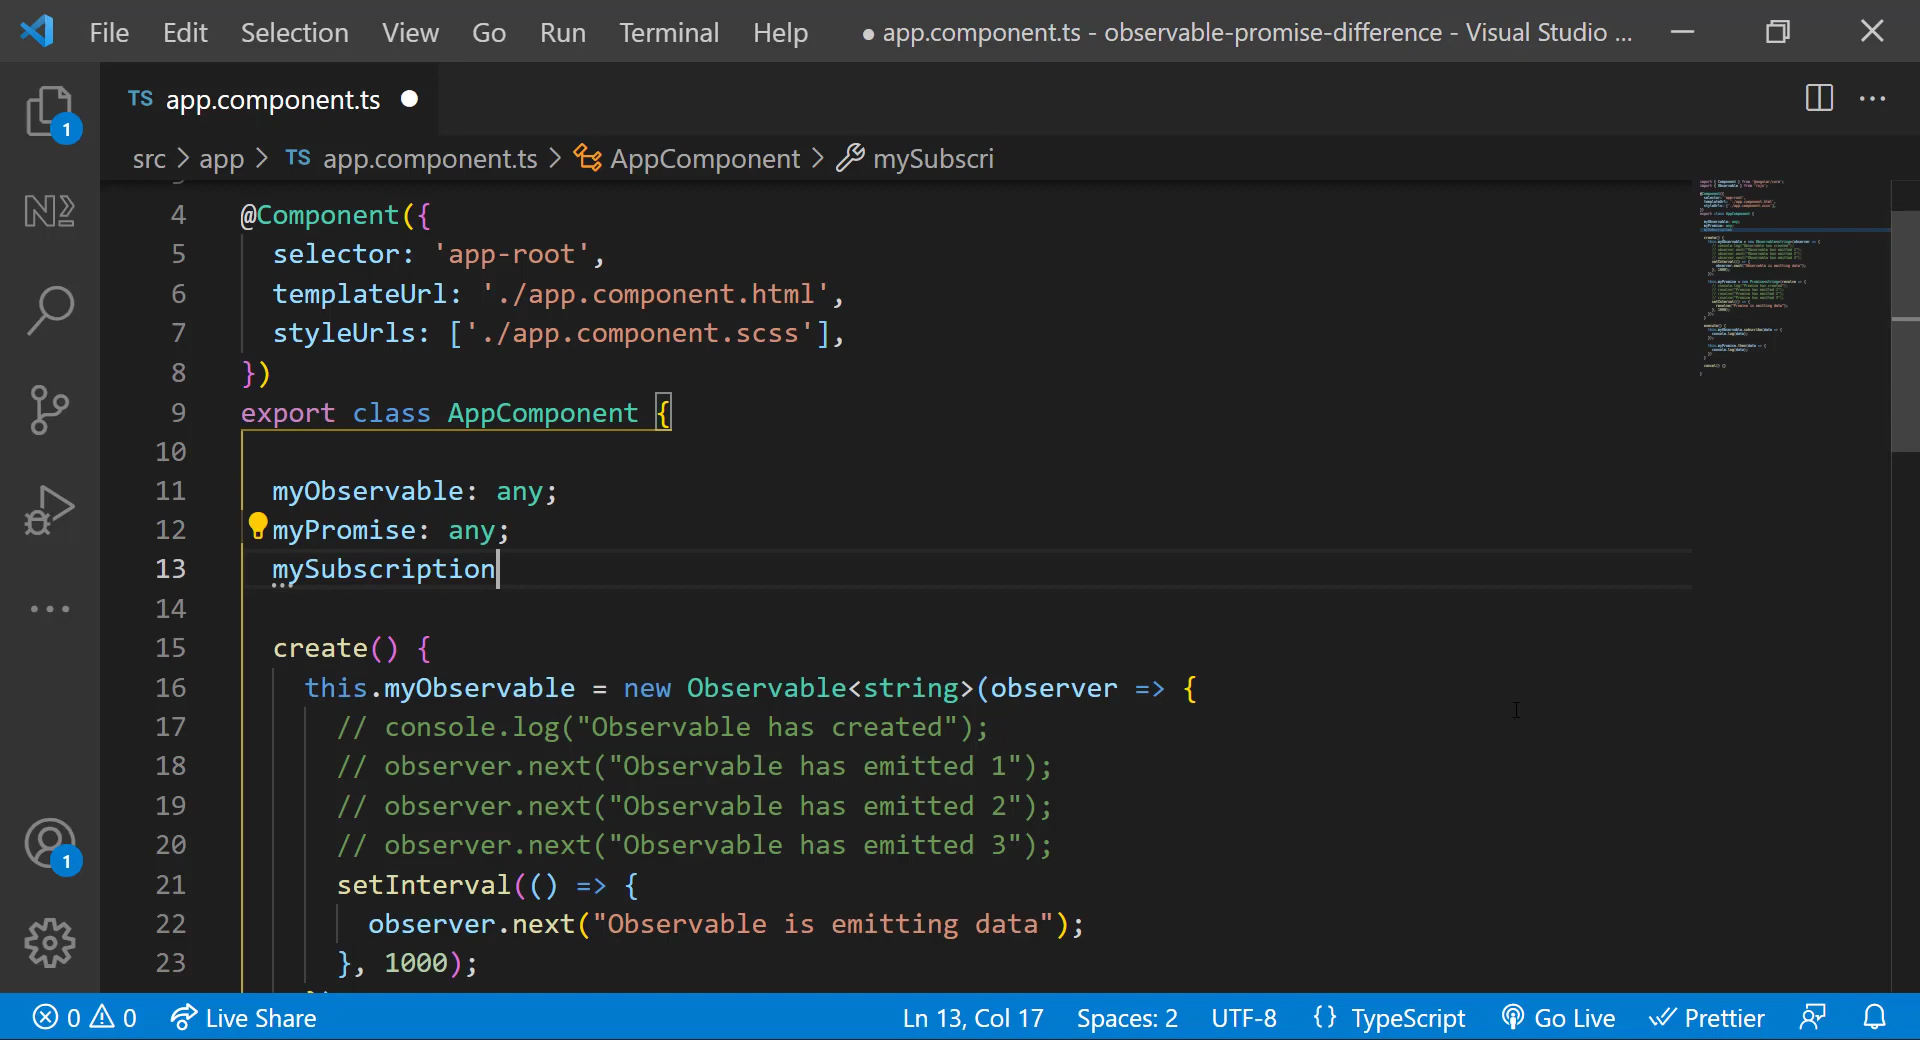 File Edit Selection View Go Run Terminal Help ● app.component.ts - observable-promise-difference - Visual Studio ...
TS app.component.ts ●
src > app > TS app.component.ts > AppComponent > mySubscri
4 @Component({
5 selector: 'app-root',
6 templateUrl: './app.component.html',
7 styleUrls: ['./app.component.scss'],
8 })
9 export class AppComponent {
10
11 myObservable: any;
12 myPromise: any;
13 mySubscription
14
15 create() {
16 this.myObservable = new Observable<string>(observer => {
17 // console.log("Observable has created");
18 // observer.next("Observable has emitted 1");
19 // observer.next("Observable has emitted 2");
20 // observer.next("Observable has emitted 3");
21 setInterval(() => {
22 observer.next("Observable is emitting data");
23 }, 1000);
1
1
0 0 Live Share Ln 13, Col 17 Spaces: 2 UTF-8 {} TypeScript Go Live Prettier